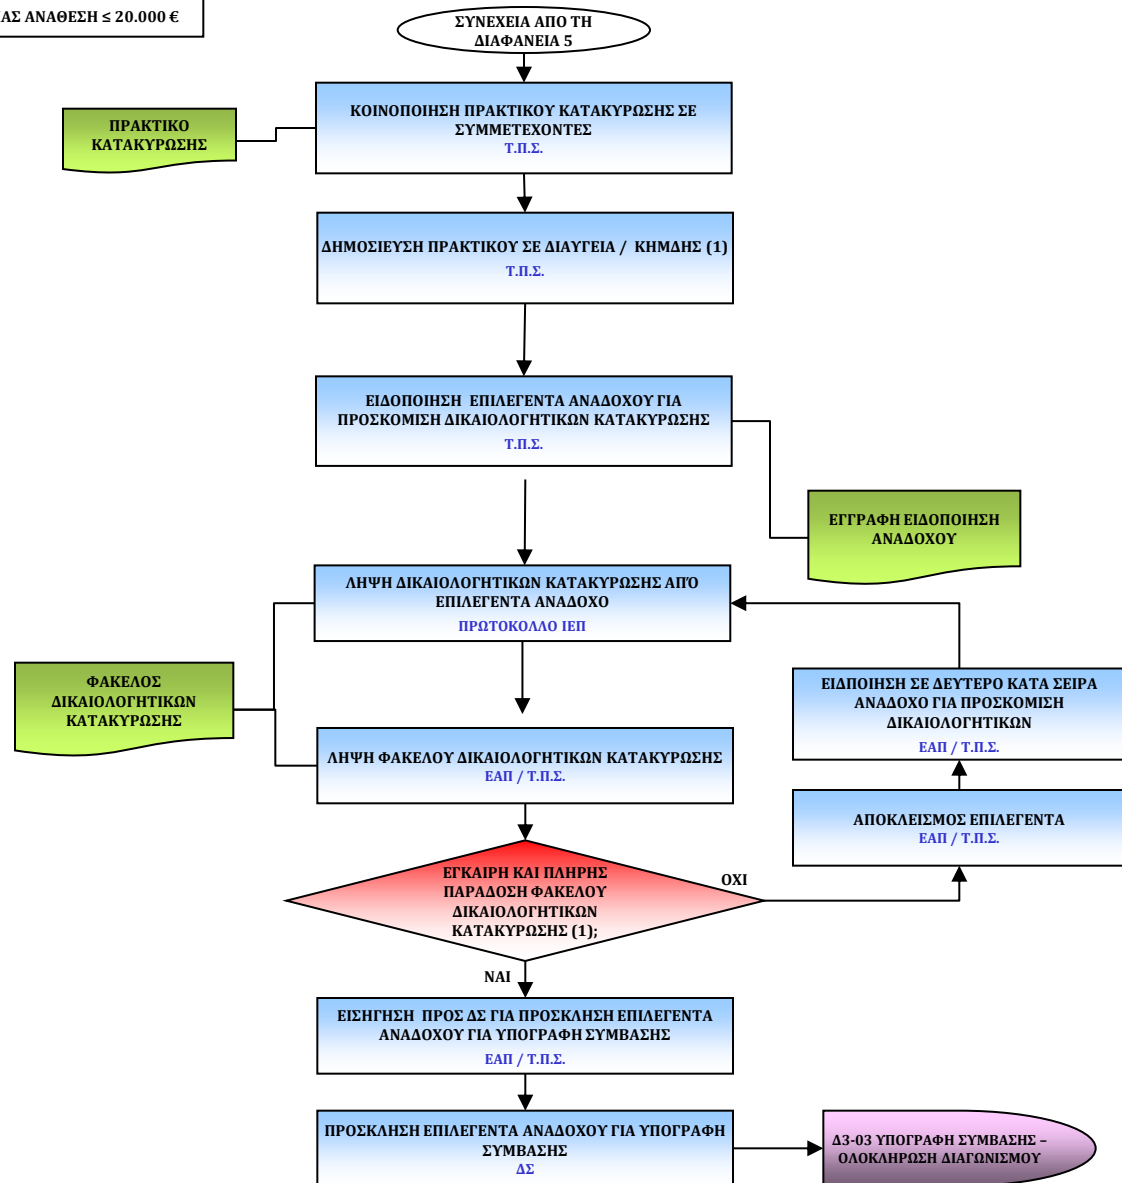 ΑΣ ΑΝΑΘΕΣΗ ≤ 20.000 €
ΣΥΝΕΧΕΙΑ ΑΠΟ ΤΗ
ΔΙΑΦΑΝΕΙΑ 5
ΚΟΙΝΟΠΟΙΗΣΗ ΠΡΑΚΤΙΚΟΥ ΚΑΤΑΚΥΡΩΣΗΣ ΣΕ
ΣΥΜΜΕΤΕΧΟΝΤΕΣ
Τ.Π.Σ.
ΠΡΑΚΤΙΚΟ
ΚΑΤΑΚΥΡΩΣΗΣ
ΔΗΜΟΣΙΕΥΣΗ ΠΡΑΚΤΙΚΟΥ ΣΕ ΔΙΑΥΓΕΙΑ / ΚΗΜΔΗΣ (1)
Τ.Π.Σ.
ΕΙΔΟΠΟΙΗΣΗ ΕΠΙΛΕΓΕΝΤΑ ΑΝΑΔΟΧΟΥ ΓΙΑ
ΠΡΟΣΚΟΜΙΣΗ ΔΙΚΑΙΟΛΟΓΗΤΙΚΩΝ ΚΑΤΑΚΥΡΩΣΗΣ
Τ.Π.Σ.
ΕΓΓΡΑΦΗ ΕΙΔΟΠΟΙΗΣΗ
ΑΝΑΔΟΧΟΥ
ΛΗΨΗ ΔΙΚΑΙΟΛΟΓΗΤΙΚΩΝ ΚΑΤΑΚΥΡΩΣΗΣ ΑΠΌ
ΕΠΙΛΕΓΕΝΤΑ ΑΝΑΔΟΧΟ
ΠΡΩΤΟΚΟΛΛΟ ΙΕΠ
ΦΑΚΕΛΟΣ
ΔΙΚΑΙΟΛΟΓΗΤΙΚΩΝ
ΚΑΤΑΚΥΡΩΣΗΣ
ΕΙΔΠΟΙΗΣΗ ΣΕ ΔΕΥΤΕΡΟ ΚΑΤΑ ΣΕΙΡΑ
ΑΝΑΔΟΧΟ ΓΙΑ ΠΡΟΣΚΟΜΙΣΗ
ΔΙΚΑΙΟΛΟΓΗΤΙΚΩΝ
ΕΑΠ / Τ.Π.Σ.
ΛΗΨΗ ΦΑΚΕΛΟΥ ΔΙΚΑΙΟΛΟΓΗΤΙΚΩΝ ΚΑΤΑΚΥΡΩΣΗΣ
ΕΑΠ / Τ.Π.Σ.
ΑΠΟΚΛΕΙΣΜΟΣ ΕΠΙΛΕΓΕΝΤΑ
ΕΑΠ / Τ.Π.Σ.
ΕΓΚΑΙΡΗ ΚΑΙ ΠΛΗΡΗΣ
ΠΑΡΑΔΟΣΗ ΦΑΚΕΛΟΥ
ΔΙΚΑΙΟΛΟΓΗΤΙΚΩΝ
ΚΑΤΑΚΥΡΩΣΗΣ (1);
ΟΧΙ
ΝΑΙ
ΕΙΣΗΓΗΣΗ ΠΡΟΣ ΔΣ ΓΙΑ ΠΡΟΣΚΛΗΣΗ ΕΠΙΛΕΓΕΝΤΑ
ΑΝΑΔΟΧΟΥ ΓΙΑ ΥΠΟΓΡΑΦΗ ΣΥΜΒΑΣΗΣ
ΕΑΠ / Τ.Π.Σ.
ΠΡΟΣΚΛΗΣΗ ΕΠΙΛΕΓΕΝΤΑ ΑΝΑΔΟΧΟΥ ΓΙΑ ΥΠΟΓΡΑΦΗ
ΣΥΜΒΑΣΗΣ
ΔΣ
Δ3-03 ΥΠΟΓΡΑΦΗ ΣΥΜΒΑΣΗΣ –
ΟΛΟΚΛΗΡΩΣΗ ΔΙΑΓΩΝΙΣΜΟΥ